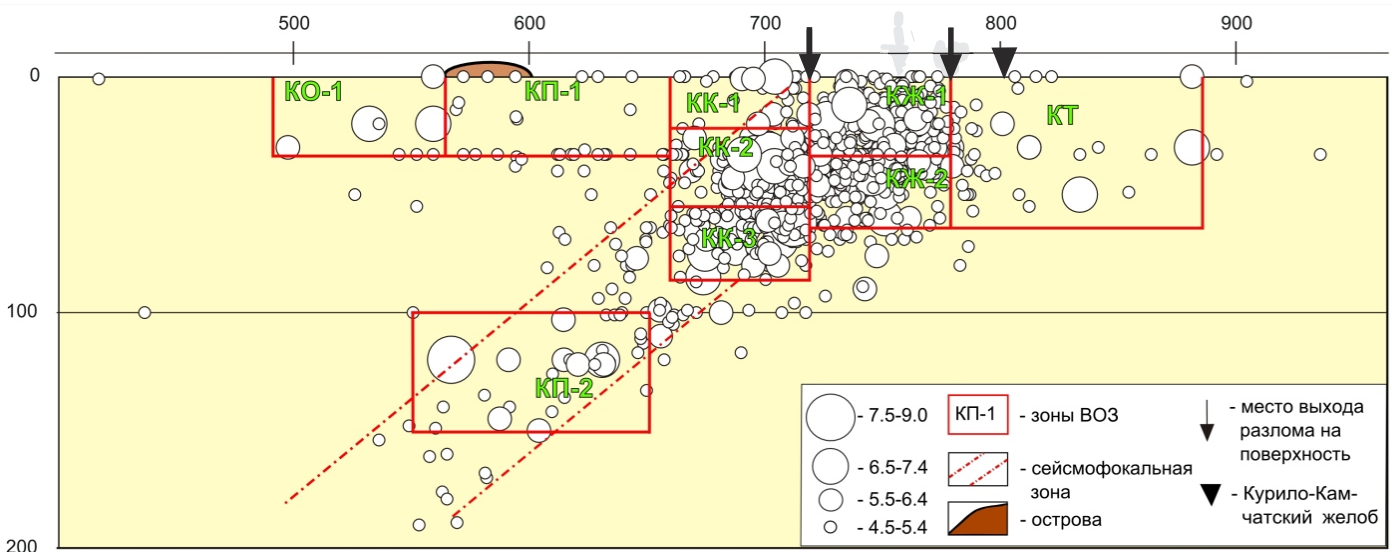 500 600 700 800 900
0
КО-1 КП-1 КК-1 КЖ-1 КТ
КК-2
КЖ-2
КК-3
100
КП-2
200
- 7.5-9.0
- 6.5-7.4
- 5.5-6.4
- 4.5-5.4
КП-1 - зоны ВОЗ
- сейсмофокальная
зона
- острова
- место выхода
разлома на
поверхность
- Курило-Кам-
чатский желоб